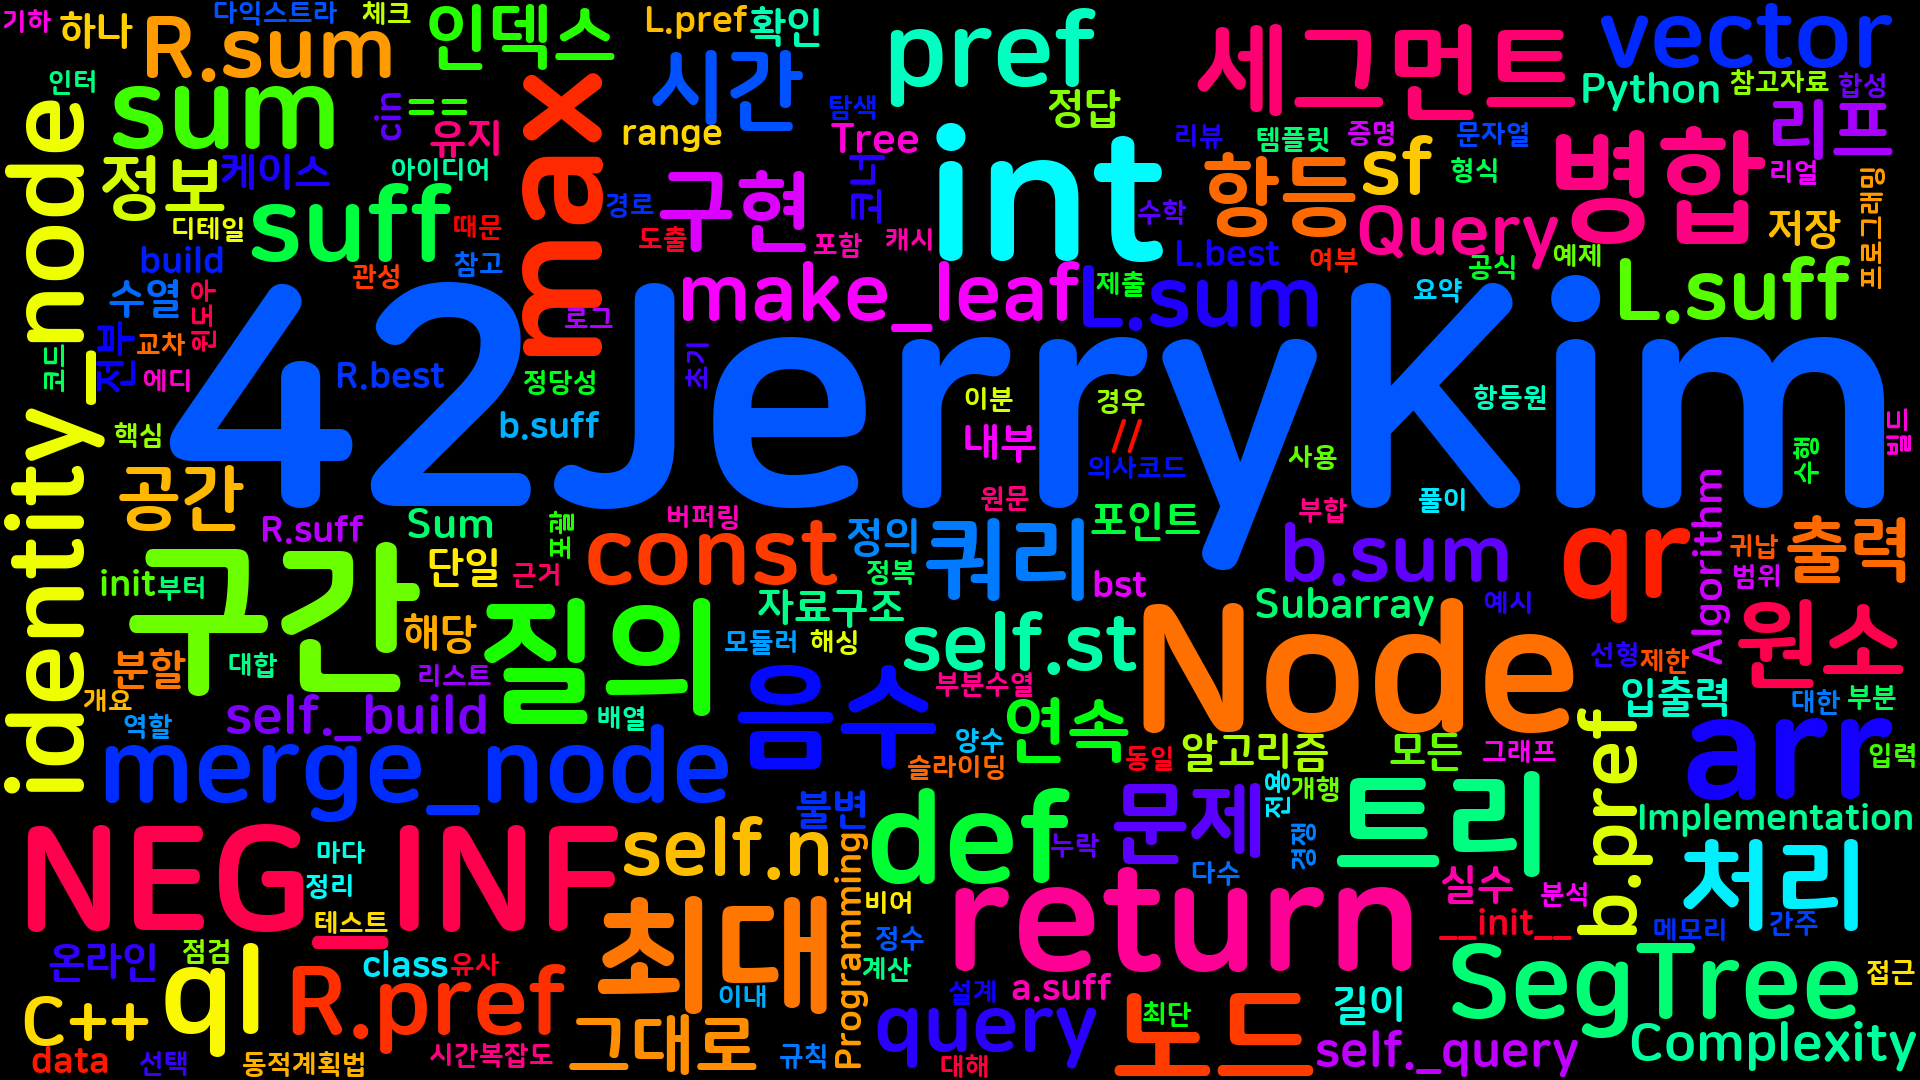 기하
하나
다익스트라
체크
R.sum
인덱스
L.pref
확인
pref
세그먼트
vector
인터
sum
cin
==
유지
max
시간
range
정답
탐색
Tree
Python
참고자료
합성
리프
identity_node
정보
케이스
아이디어
suff
디테일
때문
경로
구현
코너
int
수학
리뷰
템플릿
증명
문자열
항등
sf
형식
병합
리얼
저장
프로그래밍
build
관성
참고
도출
포함
캐시
L.best
여부
Query
공식
예제
수열
아
make_leaf
제출
L.sum
요약
L.suff
전부
교차
코드
에디
로그
42JerryKim
R.best
정당성
초기
이분
경우
항등원
핵심
b.suff
내부
//
의사코드
사용
수행
빌드
공간
R.suff
Sum
포괄
버퍼링
원문
포인트
부합
풀이
Algorithm
init
부터
구간
단일
근거
const
정의
정복
쿼리
bst
b.sum
qr
귀납
범위
출력
해당
질의
자료구조
모듈러
해싱
self.st
Subarray
예시
Node
선형
제한
원소
분할
대합
리스트
개요
역할
self._build
배열
음수
부분수열
연속
입출력
대한
부분
merge_node
양수
슬라이딩
동일
알고리즘
모든
그래프
b.pref
arr
입력
NEG_INF
마다
정리
테스트
self.n
불변
def
누락
문제
전용
개행
경쟁
다수
트리
Implementation
처리
온라인
점검
최대
Programming
비어
정수
계산
return
실수
분석
__init__
메모리
간주
C++
ql
class
유사
R.pref
이내
설계
a.suff
최단
길이
SegTree
접근
data
선택
동적계획법
시간복잡도
그대로
규칙
query
대해
노드
self._query
Complexity